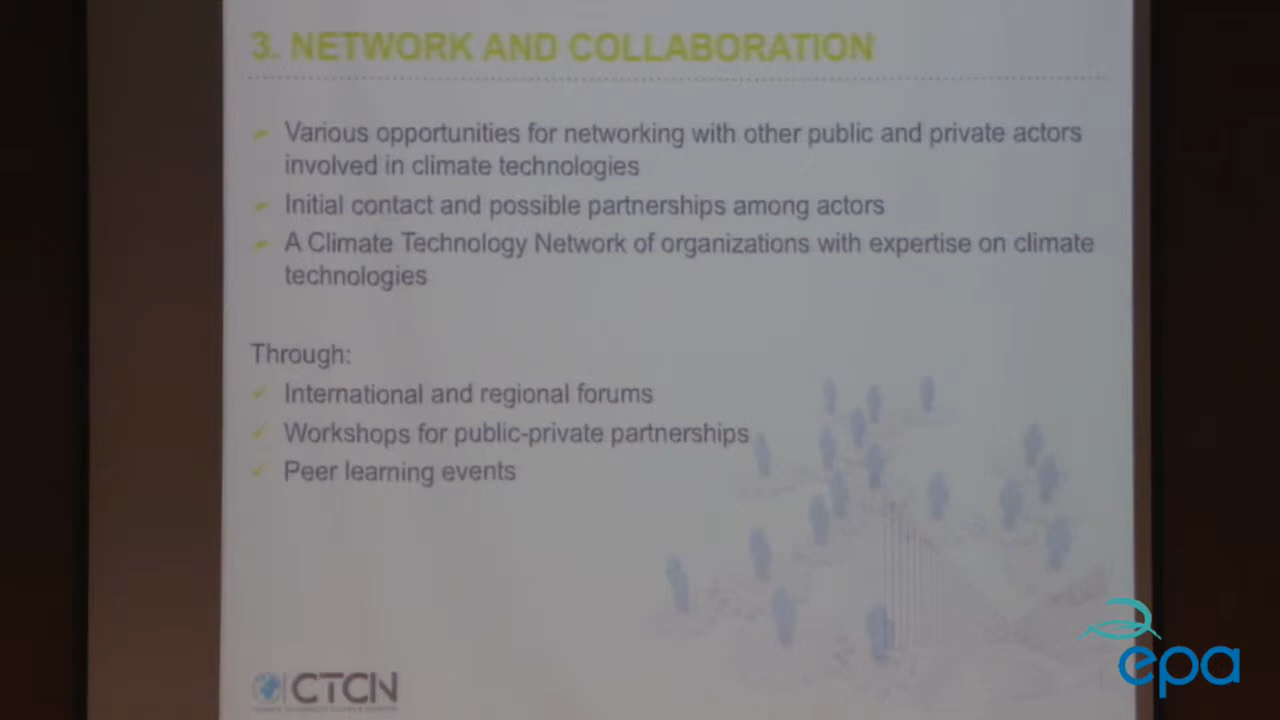 3. NETWORK AND COLLABORATION
Various opportunities for networking with other public and private actors
involved in climate technologies
Initial contact and possible partnerships among actors
A Climate Technology Network of organizations with expertise on climate
technologies
Through:
International and regional forums
Workshops for public-private partnerships
Peer learning events
CTCN
epa